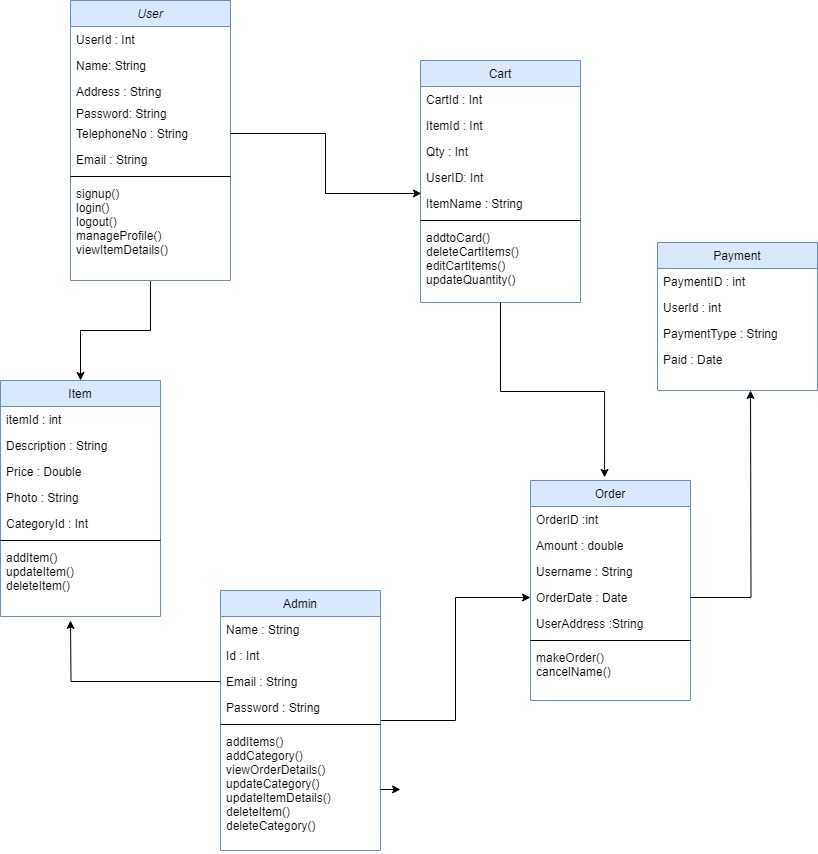 User
UserId : Int
Name: String
Address : String
Password: String
TelephoneNo : String
Email : String
signup()
login()
logout()
manageProfile()
viewItemDetails()
Cart
CartId : Int
ItemId : Int
Qty : Int
UserID: Int
ItemName : String
addtoCard()
deleteCartItems()
editCartItems()
updateQuantity()
Payment
PaymentID : int
UserId : int
PaymentType : String
Paid : Date
Item
itemId : int
Description : String
Price : Double
Photo : String
CategoryId : Int
addItem()
updateItem()
deleteItem()
Order
OrderID :int
Amount : double
Username : String
OrderDate : Date
UserAddress :String
makeOrder()
cancelName()
Admin
Name : String
Id : Int
Email : String
Password : String
addItems()
addCategory()
viewOrderDetails()
updateCategory()
updateItemDetails()
deleteItem()
deleteCategory()